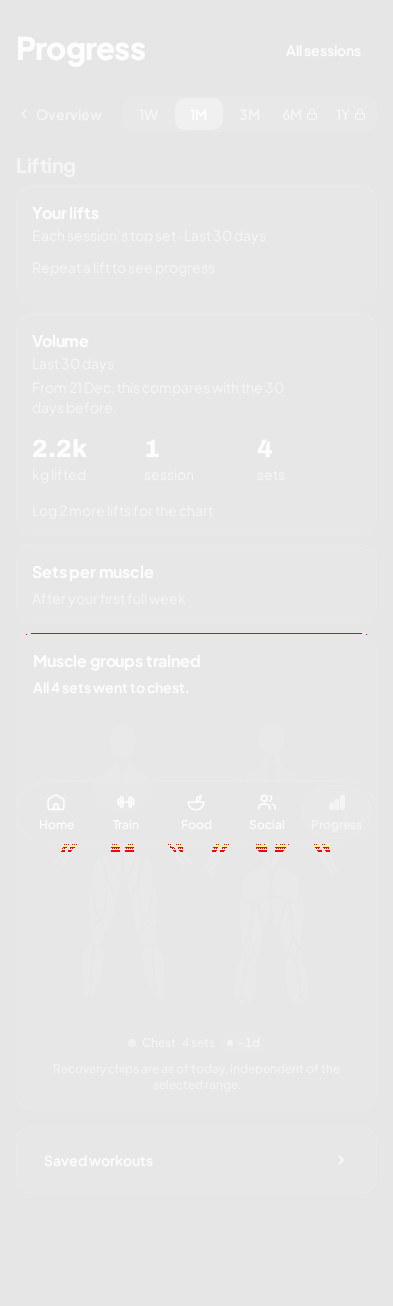 Progress
All sessions
Overview
1W
1M
3M
6M
1Y
Lifting
Your lifts
Each session's top set · Last 30 days
Repeat a lift to see progress
Volume
Last 30 days
From 21 Dec, this compares with the 30
days before.
2.2k
1
4
kg lifted
session
sets
Log 2 more lifts for the chart
Sets per muscle
After your first full week
Muscle groups trained
All 4 sets went to chest.
Home
Train
Food
Social
Progress
Chest 4 sets ~1d
Recovery chips are as of today, independent of the
selected range.
Saved workouts